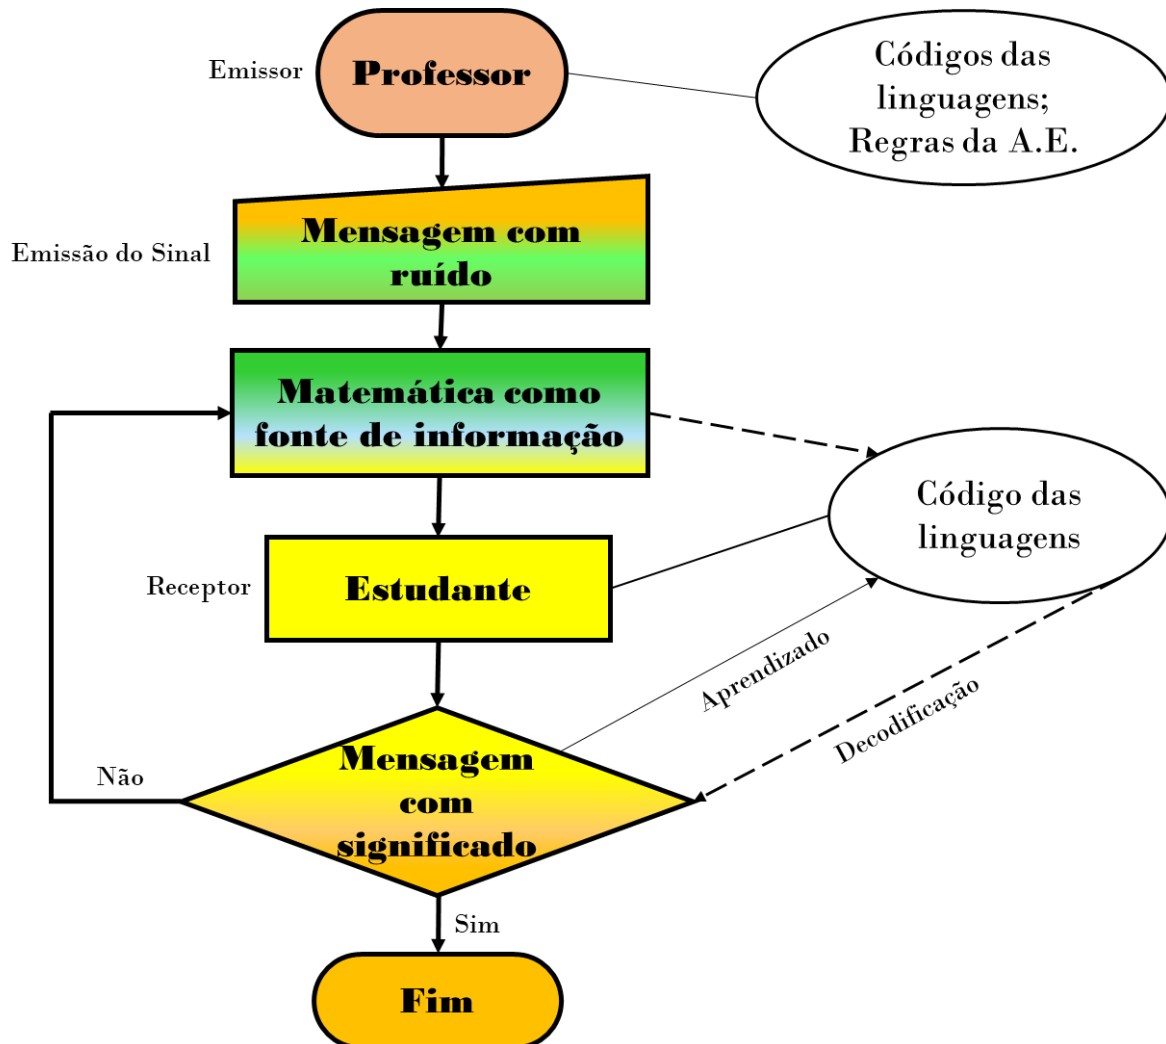 Emissor
Professor
Códigos das
linguagens;
Regras da A.E.
Emissão do Sinal
Mensagem com
ruído
Matemática como
fonte de informação
Código das
linguagens
Receptor
Estudante
Aprendizado
Decodificação
Não
Mensagem
com
significado
Sim
Fim